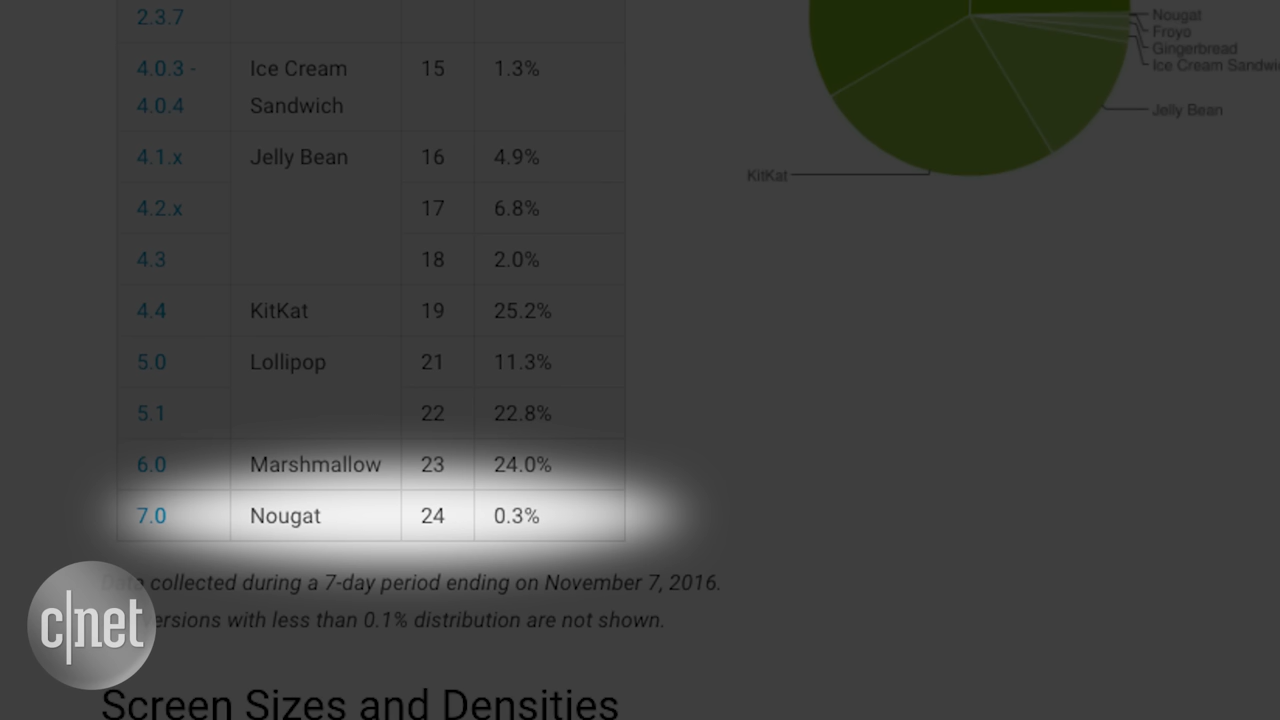 2.3.7
4.0.3 - Ice Cream 15 1.3%
4.0.4 Sandwich
4.1.x Jelly Bean 16 4.9%
4.2.x 17 6.8%
4.3 18 2.0%
4.4 KitKat 19 25.2%
5.0 Lollipop 21 11.3%
5.1 22 22.8%
6.0 Marshmallow 23 24.0%
7.0 Nougat 24 0.3%
Data collected during a 7-day period ending on November 7, 2016.
versions with less than 0.1% distribution are not shown.
Screen Sizes and Densities
Nougat
Froyo
Gingerbread
Ice Cream Sandwi
Jelly Bean
KitKat
c|net